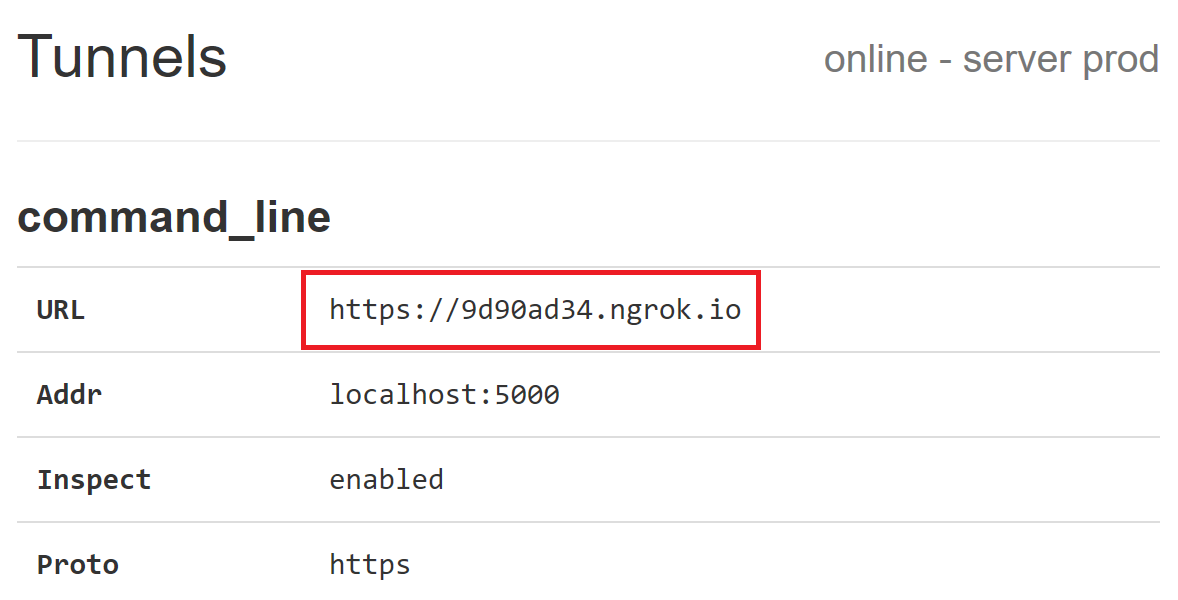 Tunnels
online - server prod
command_line
URL https://9d90ad34.ngrok.io
Addr localhost:5000
Inspect enabled
Proto https